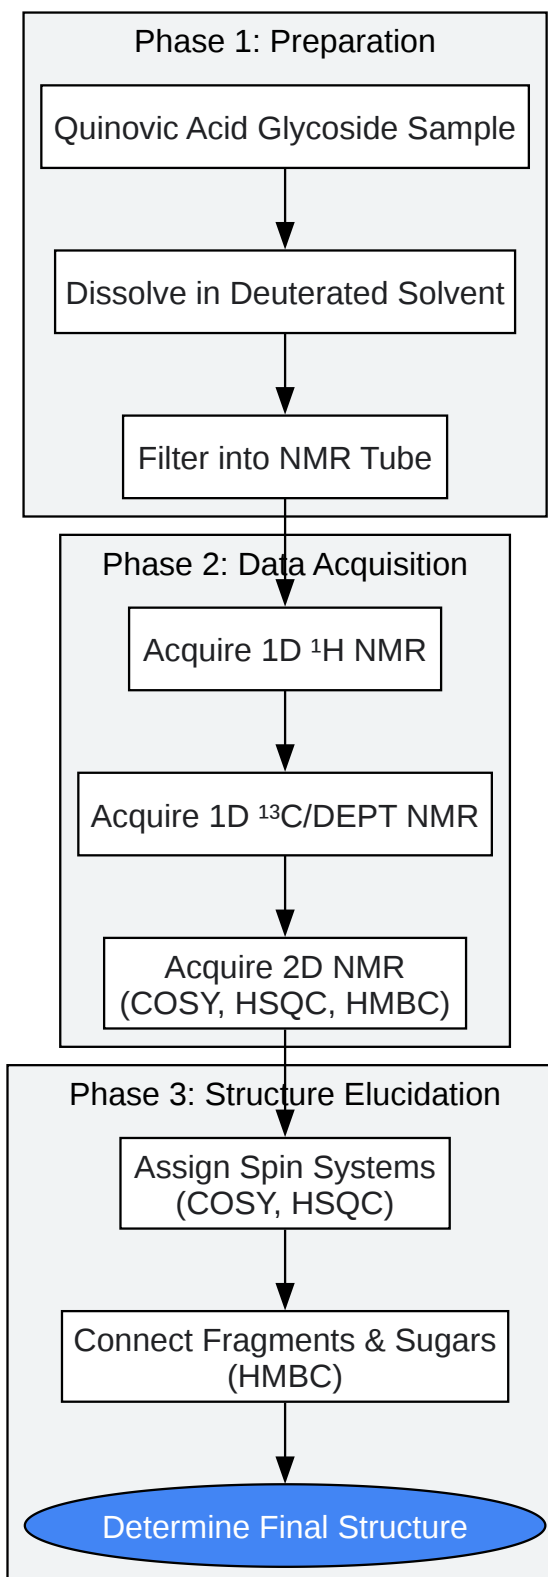 Phase 1: Preparation
Quinovic Acid Glycoside Sample
Dissolve in Deuterated Solvent
Filter into NMR Tube
Phase 2: Data Acquisition
Acquire 1D ¹H NMR
Acquire 1D ¹³C/DEPT NMR
Acquire 2D NMR
(COSY, HSQC, HMBC)
Phase 3: Structure Elucidation
Assign Spin Systems
(COSY, HSQC)
Connect Fragments & Sugars
(HMBC)
Determine Final Structure